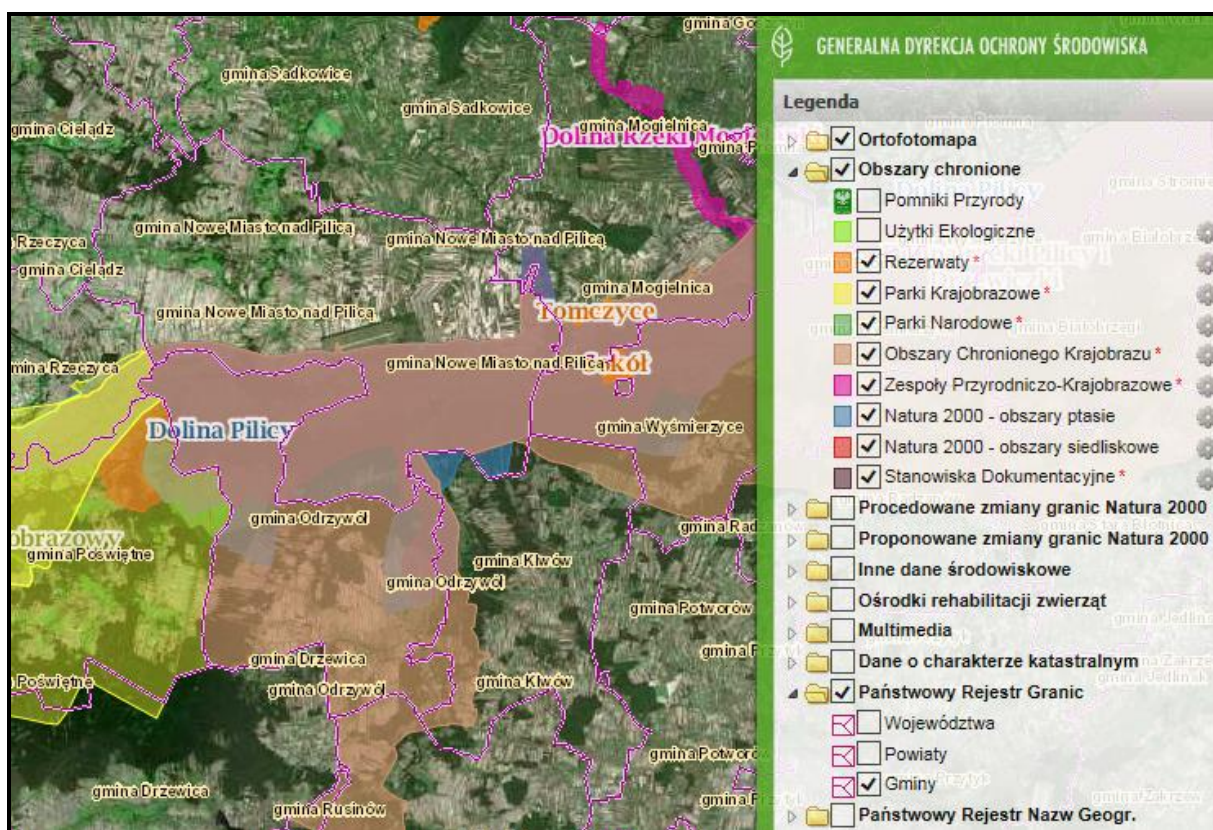 gmina Sadkowice
gmina Cielądz
gmina Sadkowice
gmina Mogielnica
Dolina Rzeki
Rzeczyca
gmina Nowe Miasto nad Pilicą
gmina Nowe Miasto nad Pilicą
gmina Cielądz
gmina Mogielnica
gmina Nowe Miasto nad Pilicą
Tomczyce
gmina Rzeczyca
gmina Nowe Miasto nad Pilicą
Sokół
Dolina Pilicy
gmina Wyśmierzyce
gmina Odrzywół
obrazowy
gmina Poświętne
gmina Klwów
gmina Odrzywół
gmina Potworów
gmina Drzewica
Poświętne
gmina Odrzywół
gmina Klwów
gmina Potworów
gmina Drzewica
gmina Rusinów
GENERALNA DYREKCJA OCHRONY ŚRODOWISKA
Legenda
Ortofotomapa
Obszary chronione
Pomniki Przyrody
Użytki Ekologiczne
Rezerwaty *
Parki Krajobrazowe *
Parki Narodowe *
Obszary Chronionego Krajobrazu *
Zespoły Przyrodniczo-Krajobrazowe *
Natura 2000 - obszary ptasie
Natura 2000 - obszary siedliskowe
Stanowiska Dokumentacyjne *
Procedowane zmiany granic Natura 2000
Proponowane zmiany granic Natura 2000
Inne dane środowiskowe
Ośrodki rehabilitacji zwierząt
Multimedia
Dane o charakterze katastralnym
Państwowy Rejestr Granic
Województwa
Powiaty
Gminy
Państwowy Rejestr Nazw Geogr.